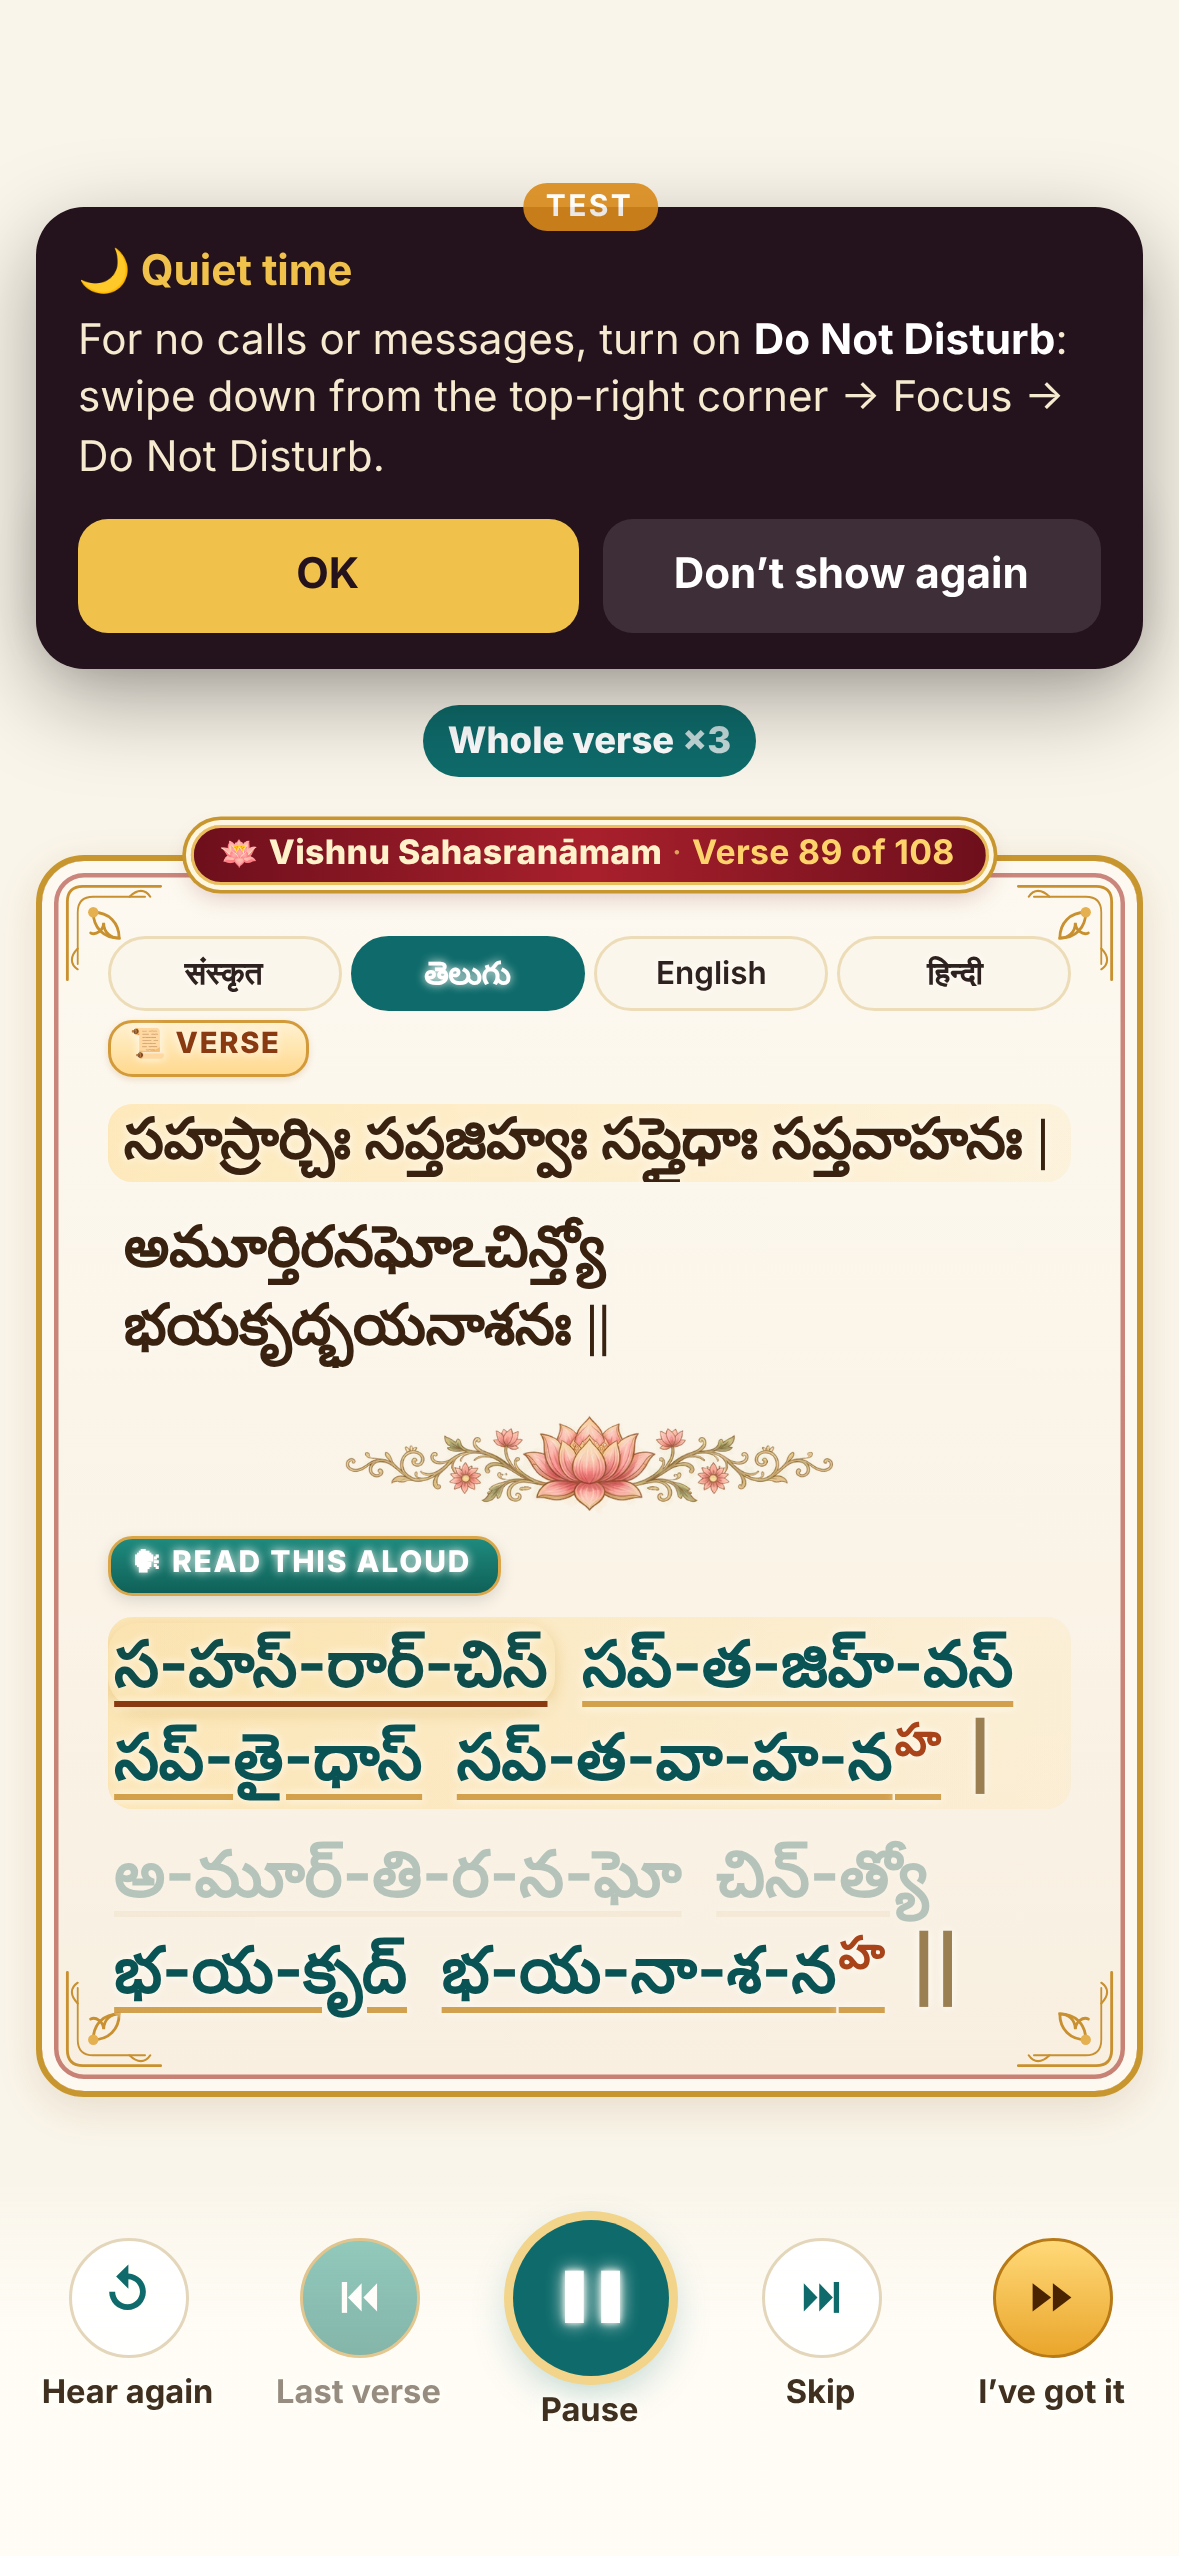 TEST
🌙 Quiet time
For no calls or messages, turn on Do Not Disturb:
swipe down from the top-right corner → Focus →
Do Not Disturb.
OK
Don’t show again
Whole verse ×3
🪷 Vishnu Sahasranāmam · Verse 89 of 108
संस्कृत
తెలుగు
English
हिन्दी
📜 VERSE
సహస్రార్చిః సప్తజిహ్వః సప్తైధాః సప్తవాహనః |
అమూర్తిరనఘోఽచిన్త్యో
భయకృద్భయనాశనః ||
🗣 READ THIS ALOUD
స-హస్-రార్-చిస్ సప్-త-జిహ్-వస్
సప్-తై-ధాస్ సప్-త-వా-హ-నహ |
అ-మూర్-తి-ర-న-ఘో చిన్-త్యో
భ-య-కృద్ భ-య-నా-శ-నహ ||
Hear again
Last verse
Pause
Skip
I’ve got it